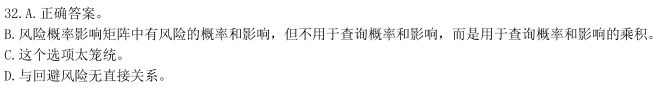 32.A.正确答案。
B.风险概率影响矩阵中有风险的概率和影响，但不用于查询概率和影响，而是用于查询概率和影响的乘积。
C.这个选项太笼统。
D.与回避风险无直接关系。